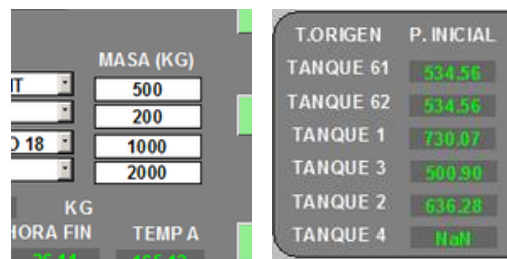 MASA (KG)
500
200
D 18 1000
2000
KG
HORA FIN TEMP A
T.ORIGEN P. INICIAL
TANQUE 61 534.56
TANQUE 62 534.56
TANQUE 1 730.07
TANQUE 3 500.90
TANQUE 2 636.28
TANQUE 4 NaN